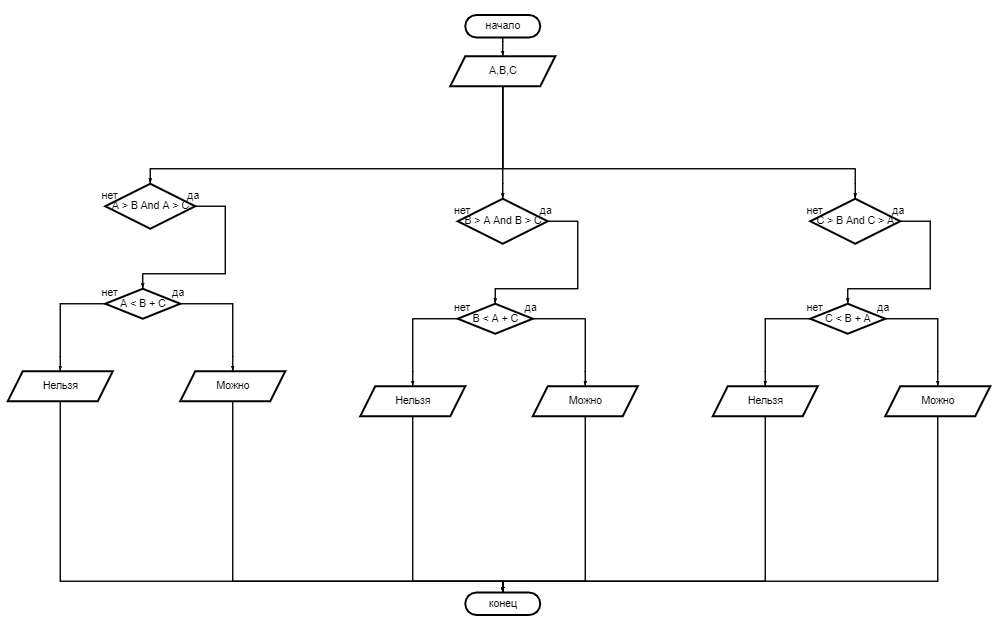 начало
A,B,C
нет
да
A > B And A > C
нет
да
B > A And B > C
нет
да
C > B And C > A
нет
да
A < B + C
нет
да
B < A + C
нет
да
C < B + A
Нельзя
Можно
Нельзя
Можно
Нельзя
Можно
конец